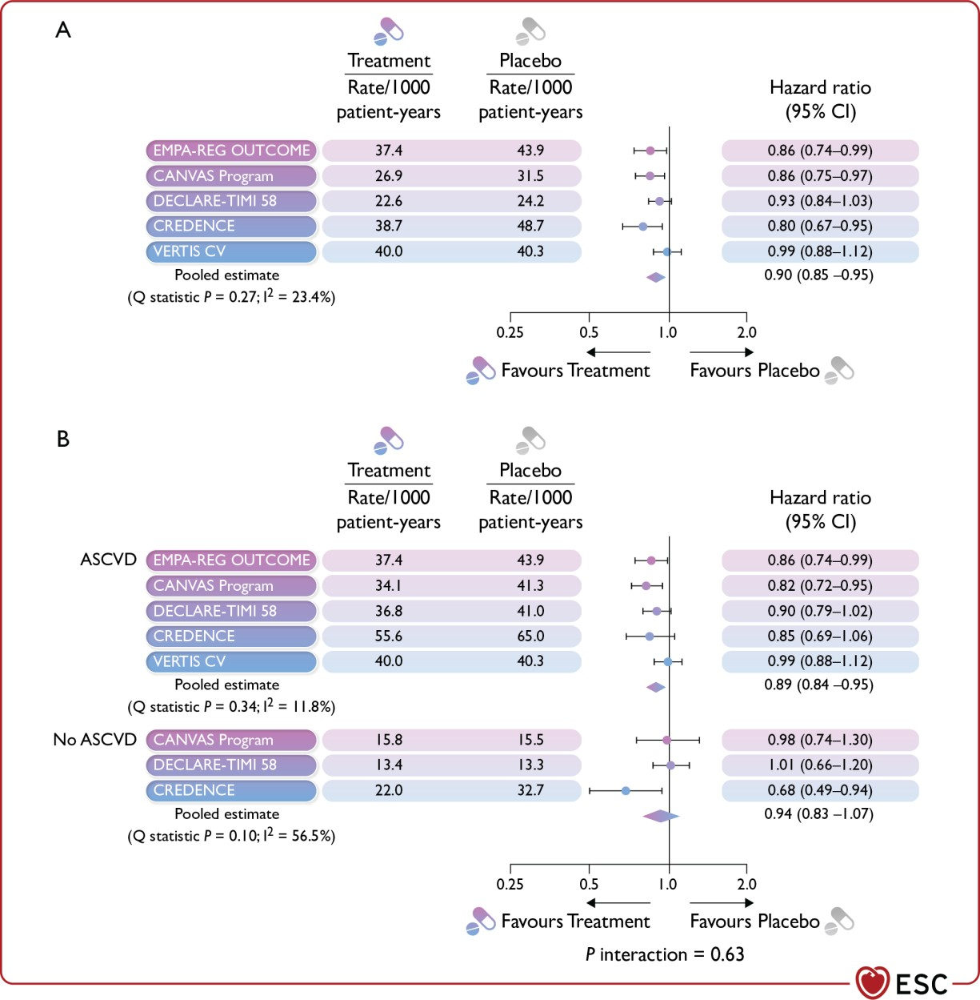 A
Treatment Placebo
Rate/1000 Rate/1000 Hazard ratio
patient-years patient-years (95% CI)
EMPA-REG OUTCOME 37.4 43.9 0.86 (0.74–0.99)
CANVAS Program 26.9 31.5 0.86 (0.75–0.97)
DECLARE-TIMI 58 22.6 24.2 0.93 (0.84–1.03)
CREDENCE 38.7 48.7 0.80 (0.67–0.95)
VERTIS CV 40.0 40.3 0.99 (0.88–1.12)
Pooled estimate 0.90 (0.85 –0.95)
(Q statistic P = 0.27; I² = 23.4%)
0.25 0.5 1.0 2.0
Favours Treatment Favours Placebo
B
Treatment Placebo
Rate/1000 Rate/1000 Hazard ratio
patient-years patient-years (95% CI)
ASCVD EMPA-REG OUTCOME 37.4 43.9 0.86 (0.74–0.99)
CANVAS Program 34.1 41.3 0.82 (0.72–0.95)
DECLARE-TIMI 58 36.8 41.0 0.90 (0.79–1.02)
CREDENCE 55.6 65.0 0.85 (0.69–1.06)
VERTIS CV 40.0 40.3 0.99 (0.88–1.12)
Pooled estimate 0.89 (0.84 –0.95)
(Q statistic P = 0.34; I² = 11.8%)
No ASCVD CANVAS Program 15.8 15.5 0.98 (0.74–1.30)
DECLARE-TIMI 58 13.4 13.3 1.01 (0.66–1.20)
CREDENCE 22.0 32.7 0.68 (0.49–0.94)
Pooled estimate 0.94 (0.83 –1.07)
(Q statistic P = 0.10; I² = 56.5%)
0.25 0.5 1.0 2.0
Favours Treatment Favours Placebo
P interaction = 0.63
ESC